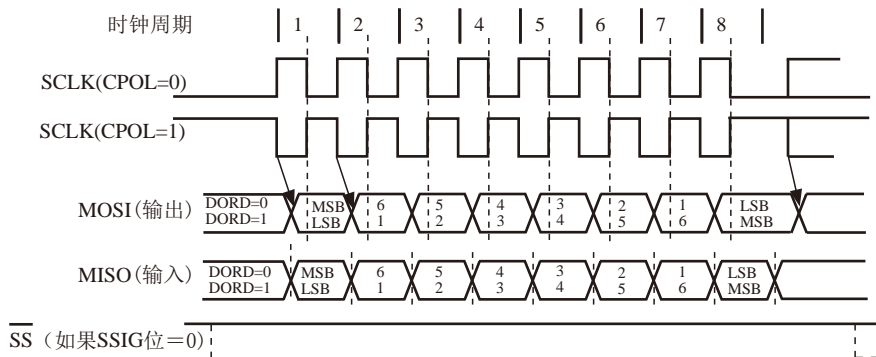 时钟周期 1 2 3 4 5 6 7 8
SCLK(CPOL=0)
SCLK(CPOL=1)
MOSI(输出) DORD=0 MSB 6 5 4 3 2 1 LSB
DORD=1 LSB 1 2 3 4 5 6 MSB
MISO(输入) DORD=0 MSB 6 5 4 3 2 1 LSB
DORD=1 LSB 1 2 3 4 5 6 MSB
SS(如果SSIG位=0)